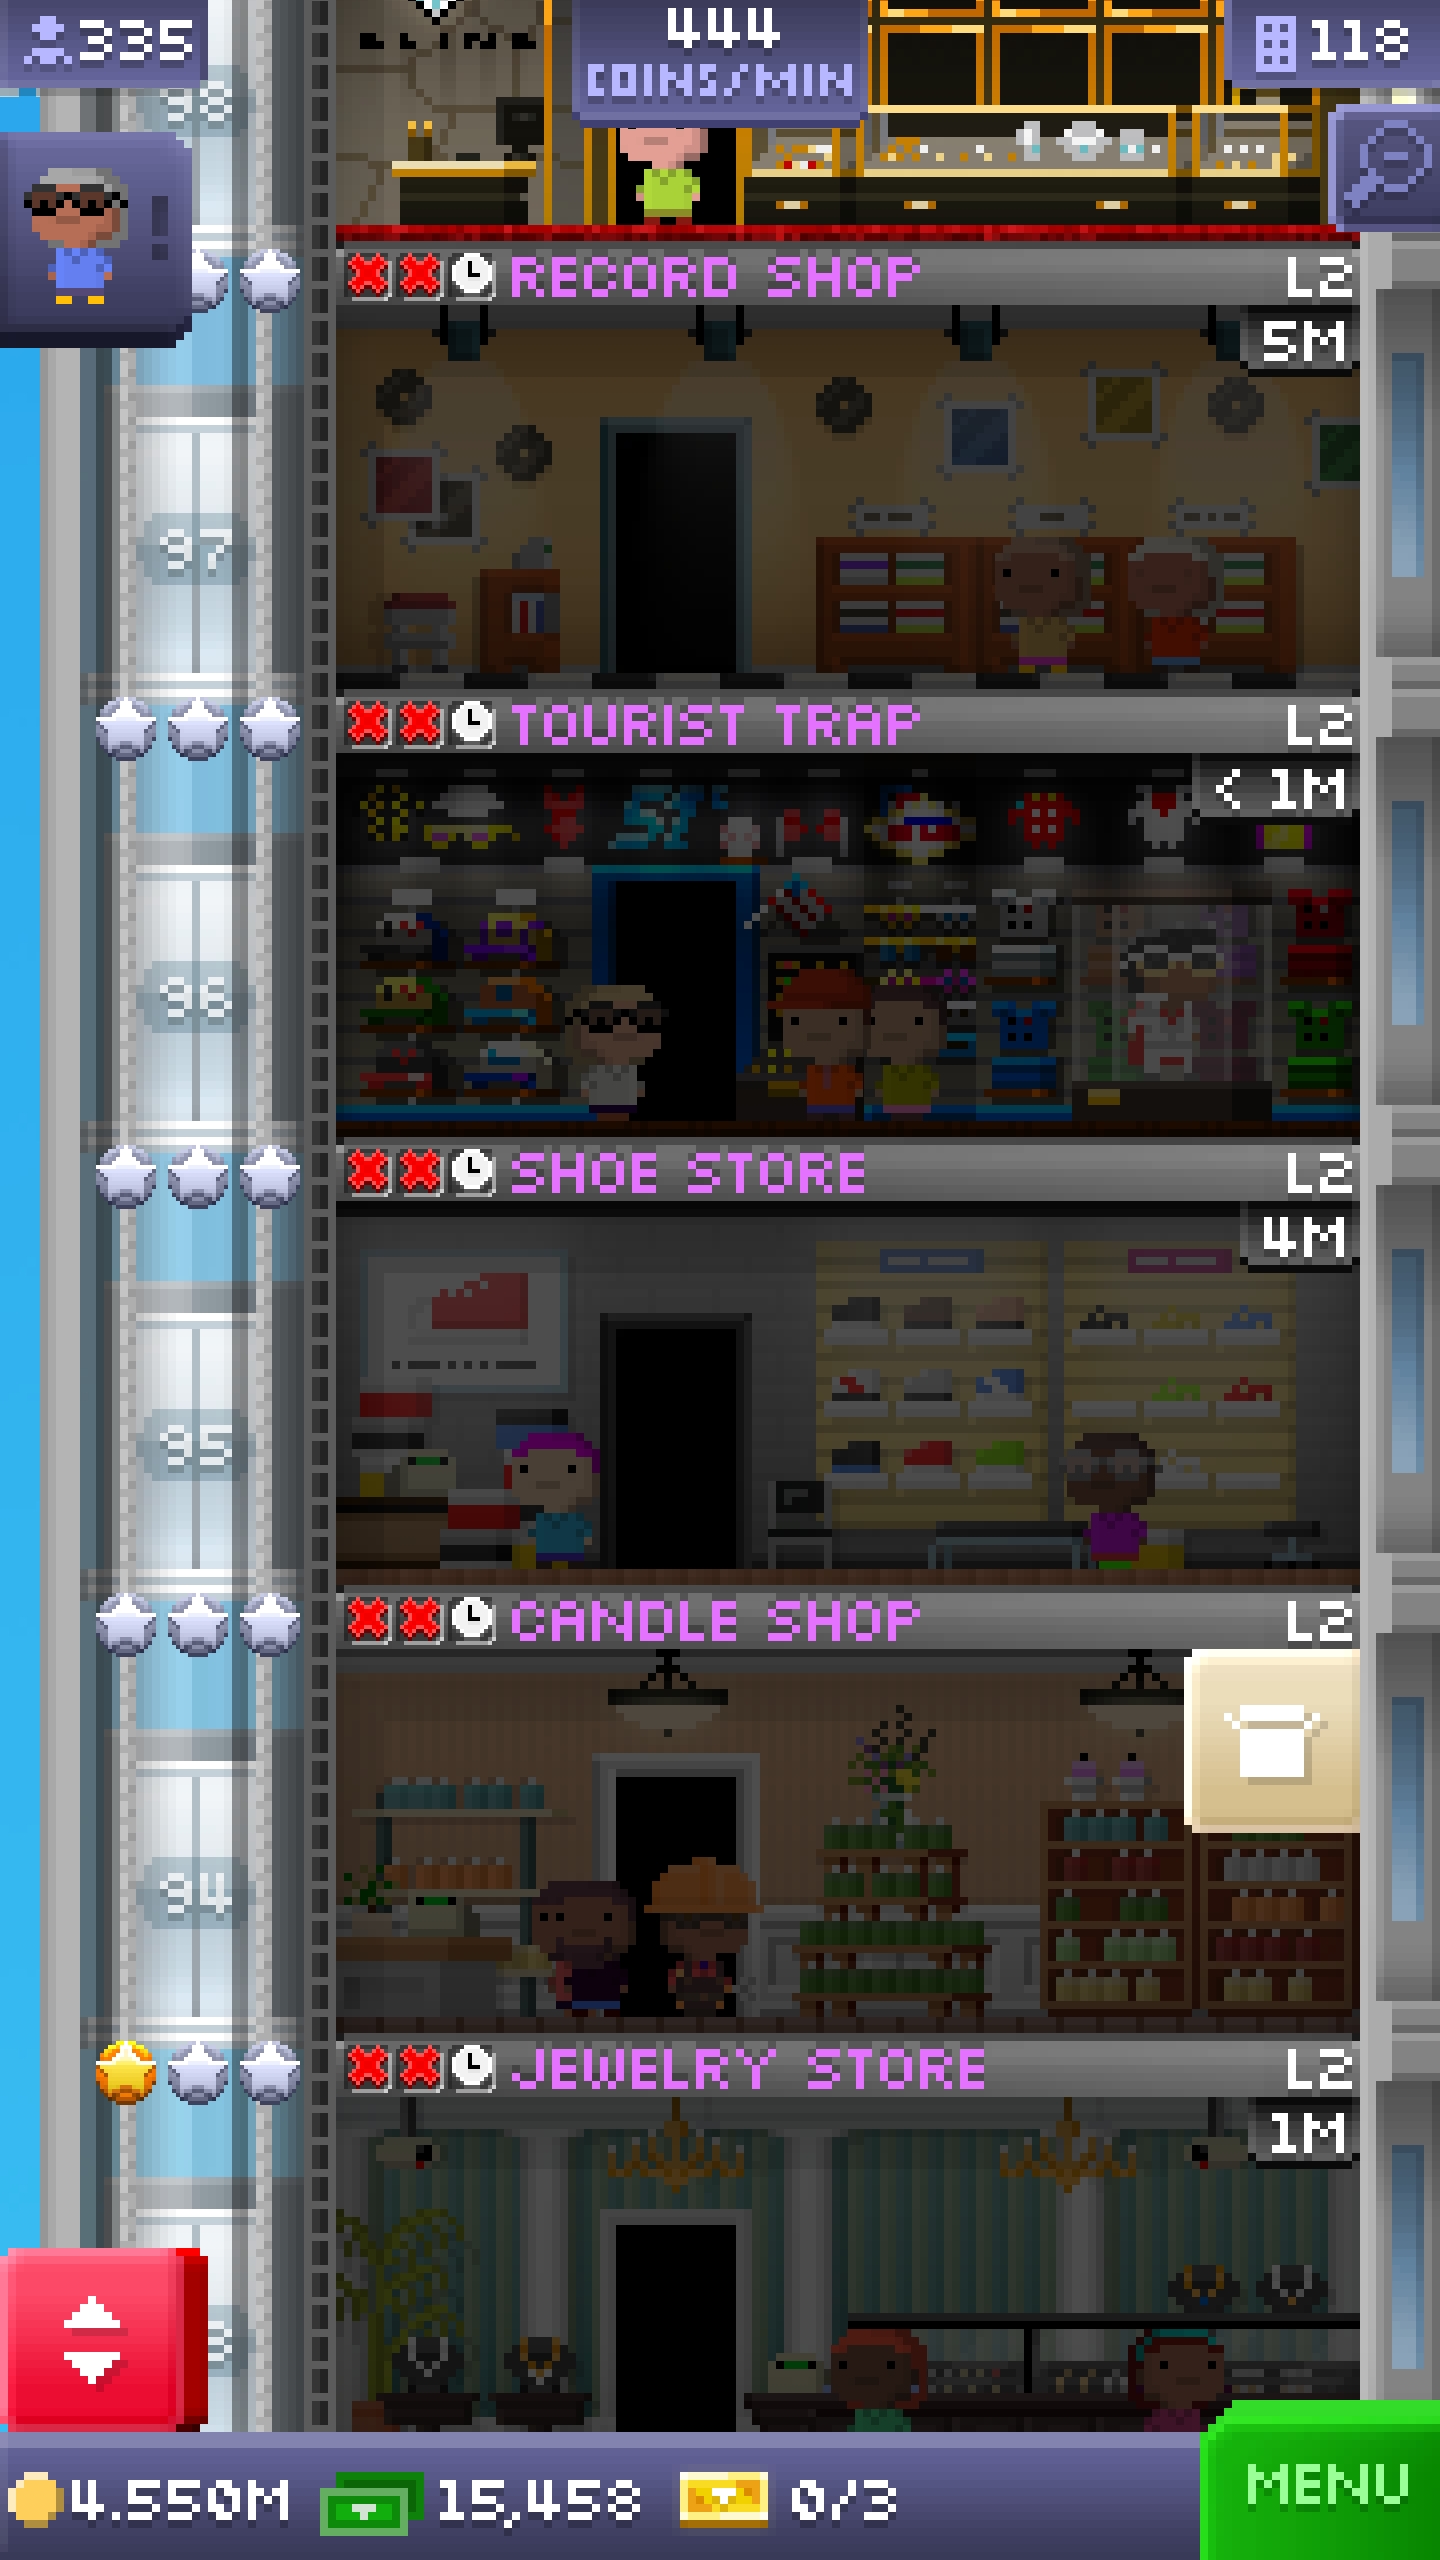 335
444
COINS/MIN
118
98
RECORD SHOP
L2
5M
97
TOURIST TRAP
L2
< 1M
96
SHOE STORE
L2
4M
95
CANDLE SHOP
L2
94
JEWELRY STORE
L2
1M
4.550M
15,458
0/3
MENU